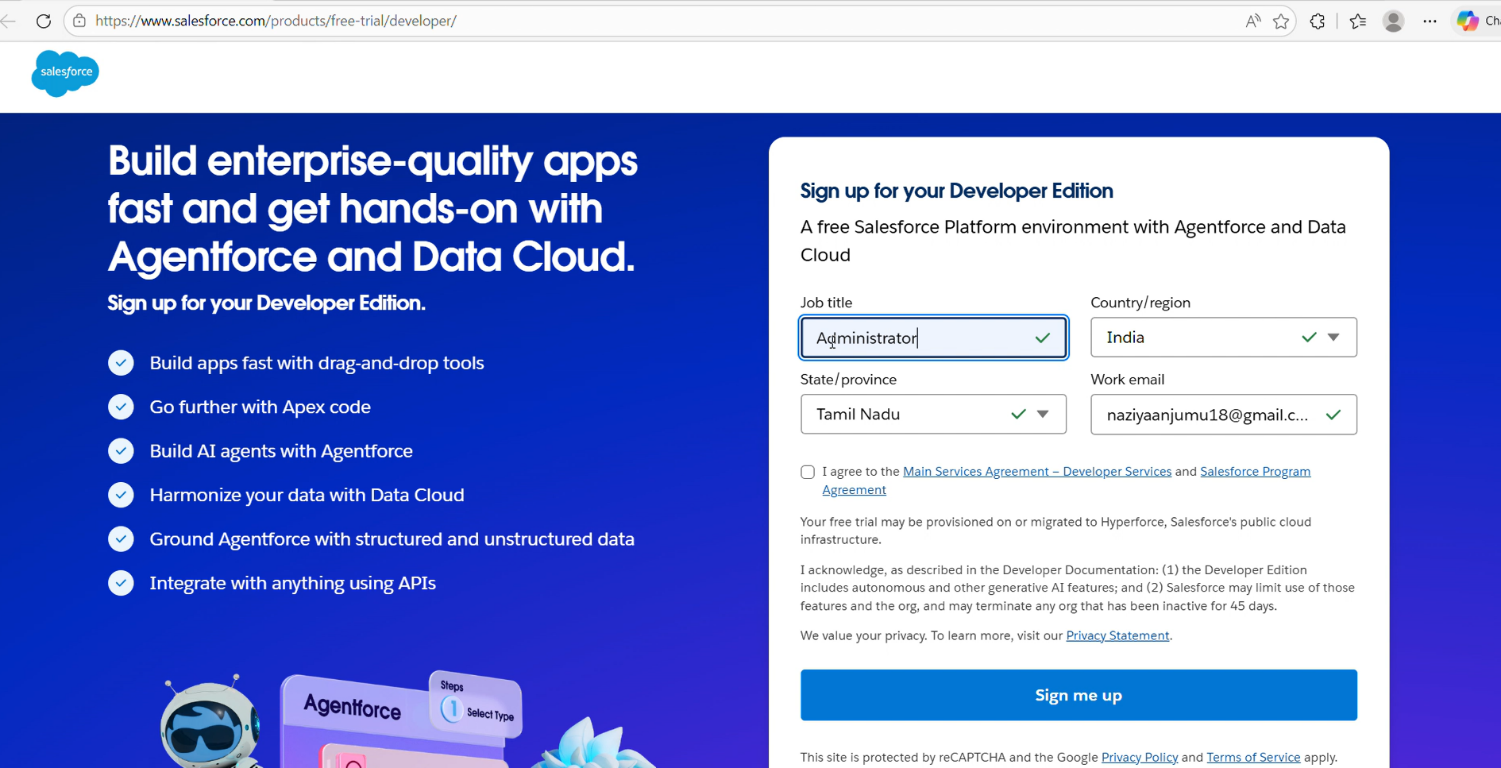 https://www.salesforce.com/products/free-trial/developer/
salesforce
Build enterprise-quality apps
fast and get hands-on with
Agentforce and Data Cloud.
Sign up for your Developer Edition.
Build apps fast with drag-and-drop tools
Go further with Apex code
Build AI agents with Agentforce
Harmonize your data with Data Cloud
Ground Agentforce with structured and unstructured data
Integrate with anything using APIs
Agentforce
Steps
1 Select Type
Sign up for your Developer Edition
A free Salesforce Platform environment with Agentforce and Data
Cloud
Job title
Administrator
Country/region
India
State/province
Tamil Nadu
Work email
naziyaanjumu18@gmail.c...
I agree to the Main Services Agreement – Developer Services and Salesforce Program
Agreement
Your free trial may be provisioned on or migrated to Hyperforce, Salesforce's public cloud
infrastructure.
I acknowledge, as described in the Developer Documentation: (1) the Developer Edition
includes autonomous and other generative AI features; and (2) Salesforce may limit use of those
features and the org, and may terminate any org that has been inactive for 45 days.
We value your privacy. To learn more, visit our Privacy Statement.
Sign me up
This site is protected by reCAPTCHA and the Google Privacy Policy and Terms of Service apply.